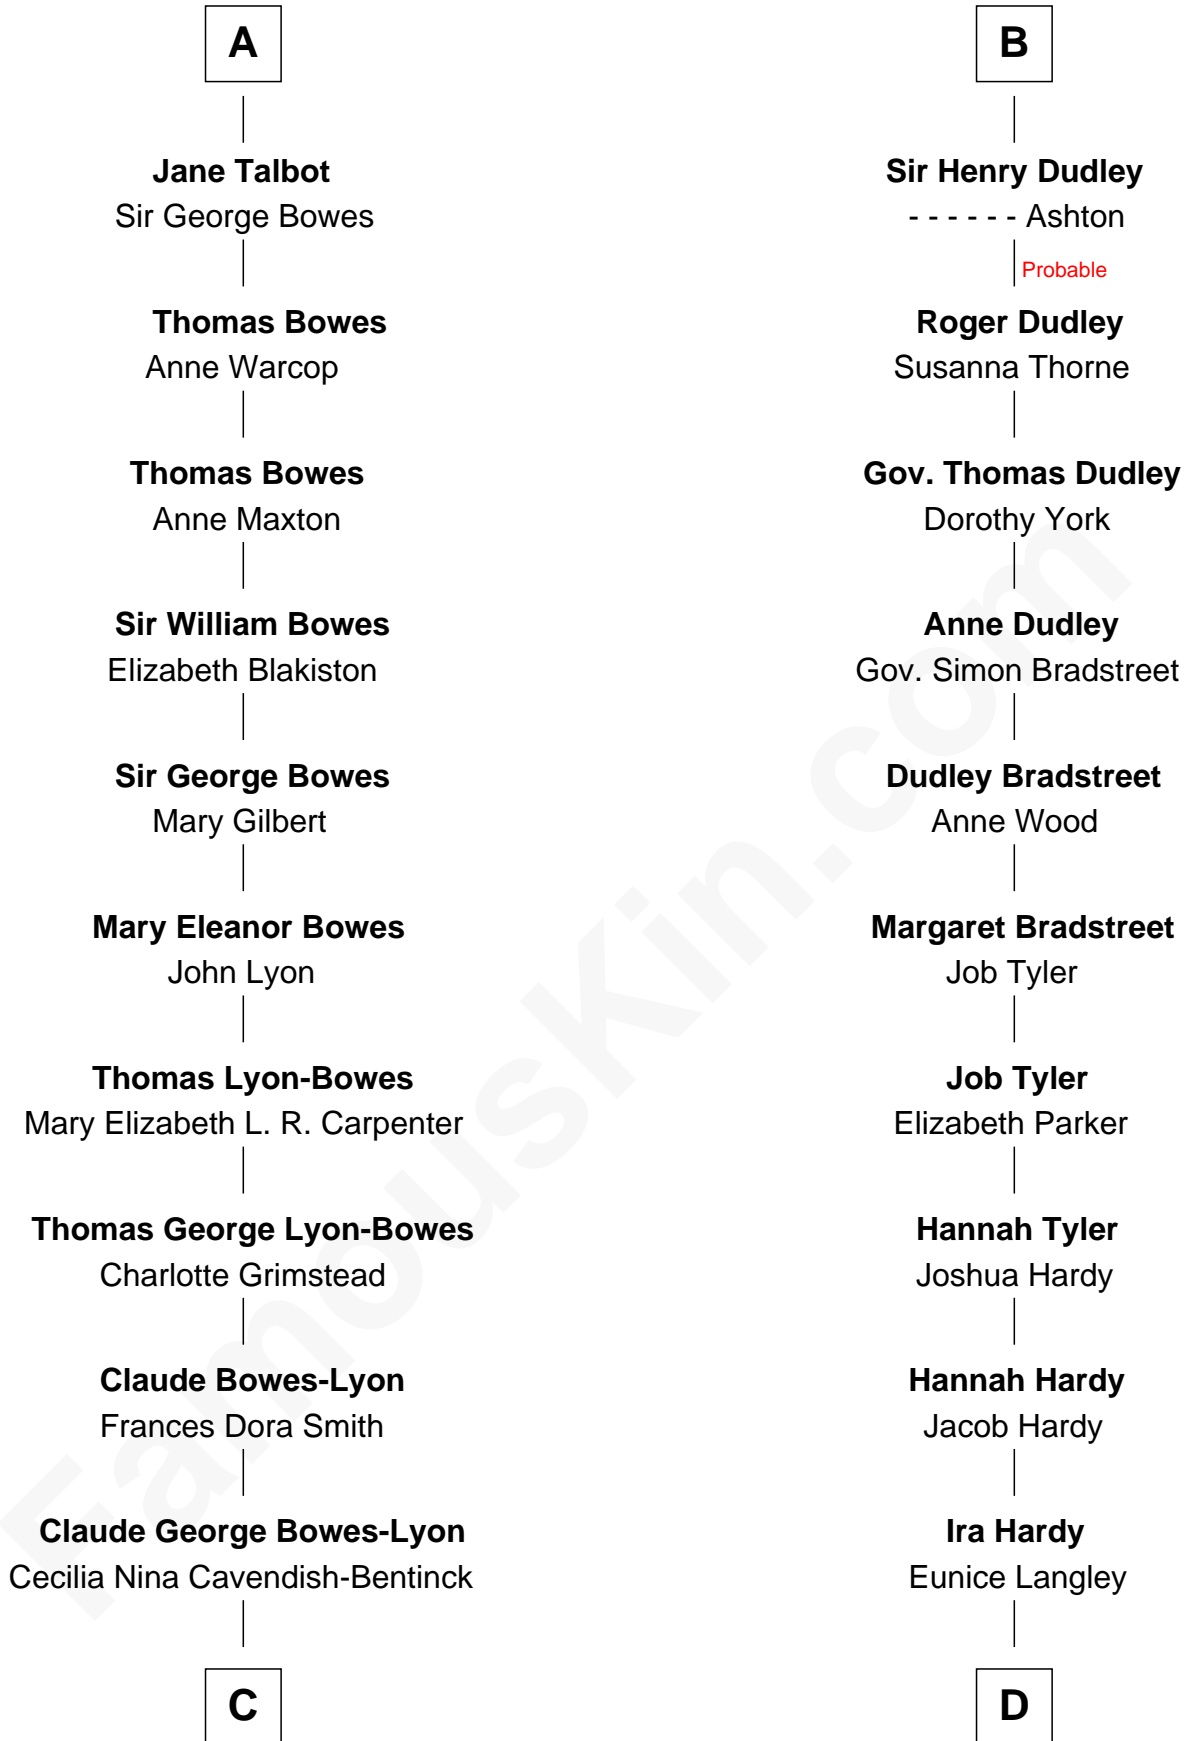 A
Jane Talbot
Sir George Bowes
Thomas Bowes
Anne Warcop
Thomas Bowes
Anne Maxton
Sir William Bowes
Elizabeth Blakiston
Sir George Bowes
Mary Gilbert
Mary Eleanor Bowes
John Lyon
Thomas Lyon-Bowes
Mary Elizabeth L. R. Carpenter
Thomas George Lyon-Bowes
Charlotte Grimstead
Claude Bowes-Lyon
Frances Dora Smith
Claude George Bowes-Lyon
Cecilia Nina Cavendish-Bentinck
C
B
Sir Henry Dudley
- - - - - - Ashton
Probable
Roger Dudley
Susanna Thorne
Gov. Thomas Dudley
Dorothy York
Anne Dudley
Gov. Simon Bradstreet
Dudley Bradstreet
Anne Wood
Margaret Bradstreet
Job Tyler
Job Tyler
Elizabeth Parker
Hannah Tyler
Joshua Hardy
Hannah Hardy
Jacob Hardy
Ira Hardy
Eunice Langley
D
FamousKin.com